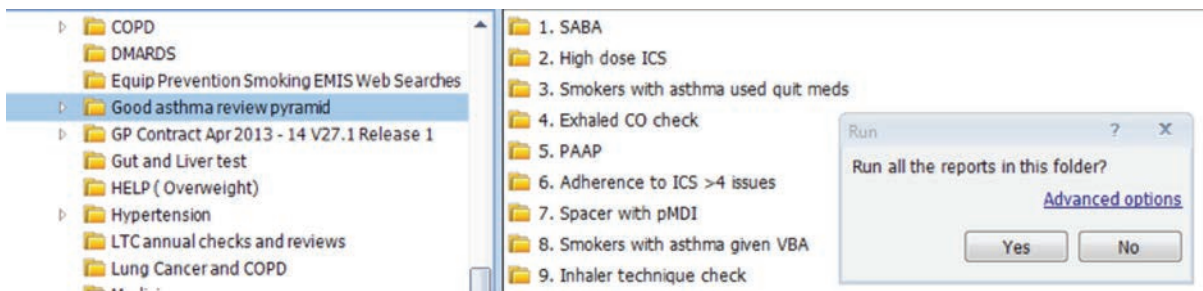 COPD
DMARDS
Equip Prevention Smoking EMIS Web Searches
Good asthma review pyramid
GP Contract Apr 2013 - 14 V27.1 Release 1
Gut and Liver test
HELP ( Overweight)
Hypertension
LTC annual checks and reviews
Lung Cancer and COPD
1. SABA
2. High dose ICS
3. Smokers with asthma used quit meds
4. Exhaled CO check
5. PAAP
6. Adherence to ICS >4 issues
7. Spacer with pMDI
8. Smokers with asthma given VBA
9. Inhaler technique check
Run ? X
Run all the reports in this folder?
Advanced options
Yes No